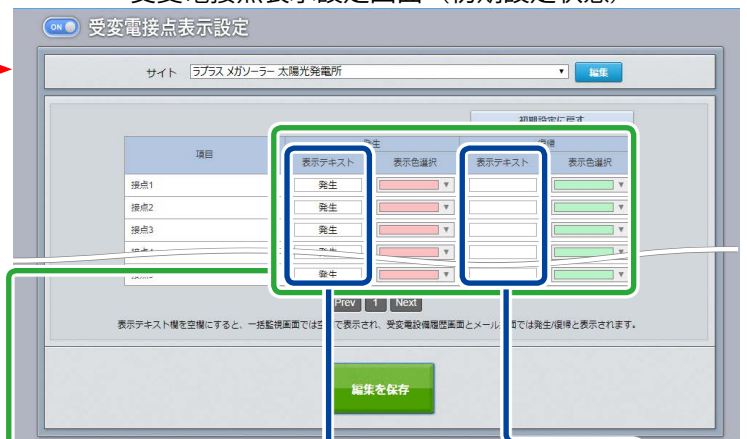 受変電接点表示設定画面（初期設定状態）
ON 受変電接点表示設定
サイト ラプラス メガソーラー 太陽光発電所 編集
初期設定に戻す
項目 発生 復帰
表示テキスト 表示色選択 表示テキスト 表示色選択
接点1 発生
接点2 発生
接点3 発生
発生
発生
Prev 1 Next
表示テキスト欄を空欄にすると、一括監視画面では空欄で表示され、受変電設備履歴画面とメール画面では発生/復帰と表示されます。
編集を保存